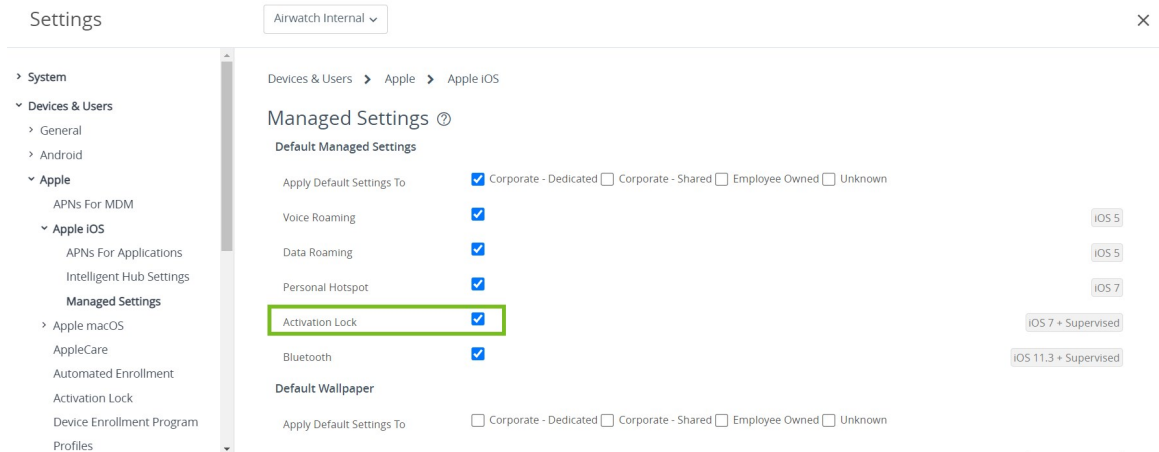 Settings
Airwatch Internal
System
Devices & Users
General
Android
Apple
APNs For MDM
Apple iOS
APNs For Applications
Intelligent Hub Settings
Managed Settings
Apple macOS
AppleCare
Automated Enrollment
Activation Lock
Device Enrollment Program
Profiles
Devices & Users > Apple > Apple iOS
Managed Settings
Default Managed Settings
Apply Default Settings To Corporate - Dedicated Corporate - Shared Employee Owned Unknown
Voice Roaming iOS 5
Data Roaming iOS 5
Personal Hotspot iOS 7
Activation Lock iOS 7 + Supervised
Bluetooth iOS 11.3 + Supervised
Default Wallpaper
Apply Default Settings To Corporate - Dedicated Corporate - Shared Employee Owned Unknown